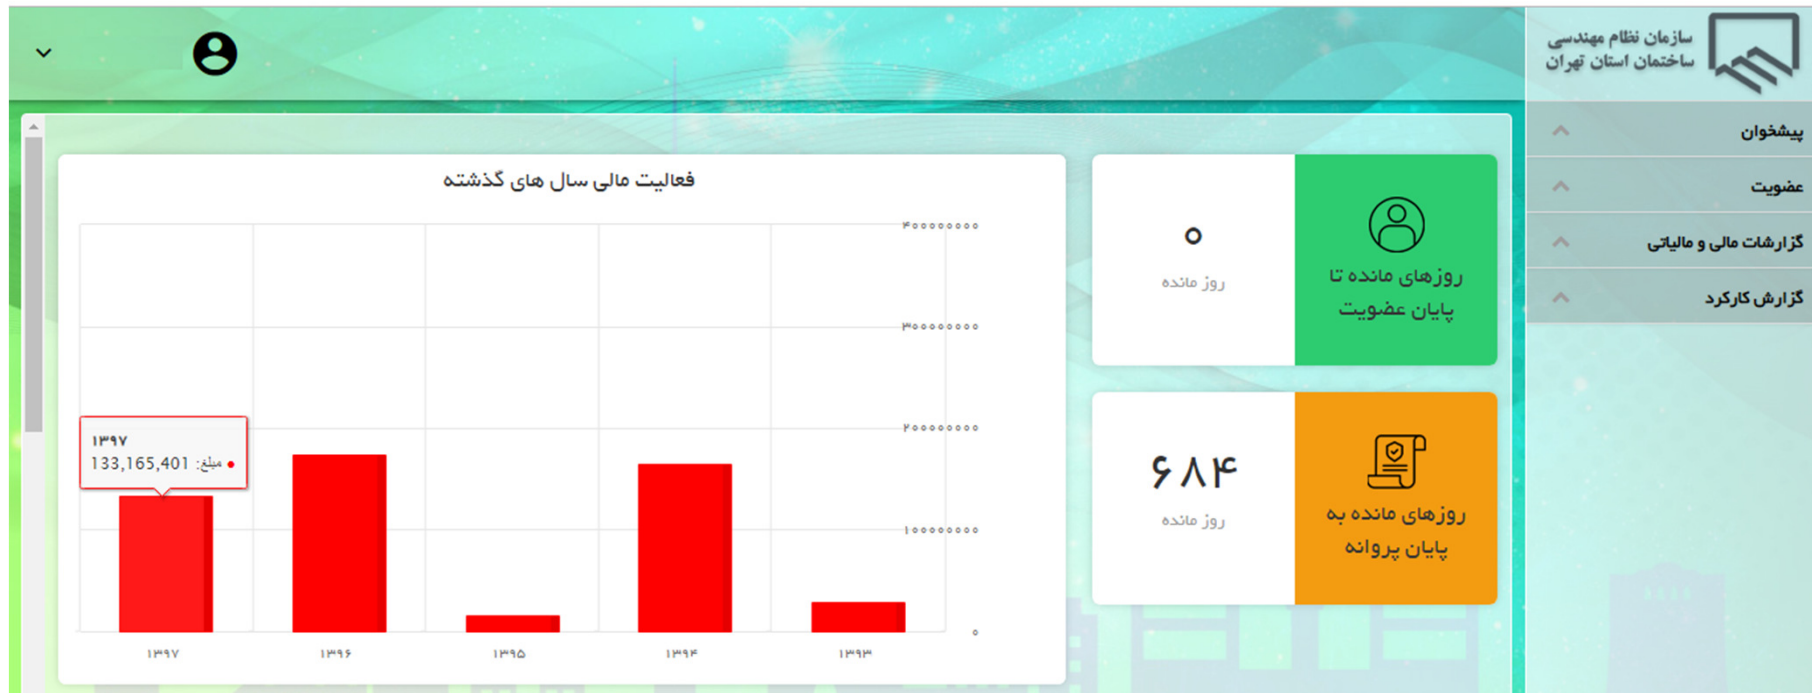 سازمان نظام مهندسی
ساختمان استان تهران
پیشخوان
عضویت
گزارشات مالی و مالیاتی
گزارش کارکرد
روزهای مانده تا
پایان عضویت
۰
روز مانده
روزهای مانده به
پایان پروانه
۶۸۴
روز مانده
فعالیت مالی سال های گذشته
۴۰۰۰۰۰۰۰۰
۳۰۰۰۰۰۰۰۰
۲۰۰۰۰۰۰۰۰
۱۰۰۰۰۰۰۰۰
۰
۱۳۹۷
مبلغ: 133,165,401
۱۳۹۳
۱۳۹۴
۱۳۹۵
۱۳۹۶
۱۳۹۷